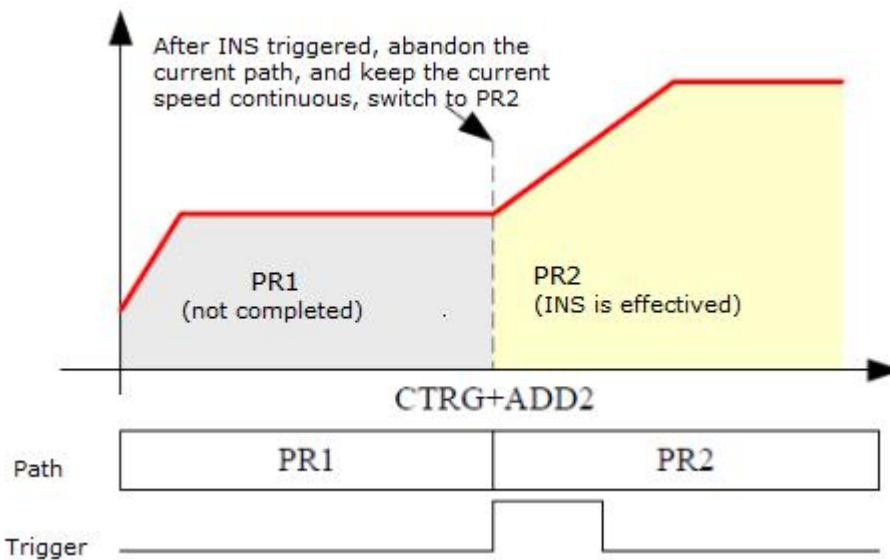 After INS triggered, abandon the
current path, and keep the current
speed continuous, switch to PR2
PR1
(not completed)
PR2
(INS is effectived)
CTRG+ADD2
Path
PR1
PR2
Trigger